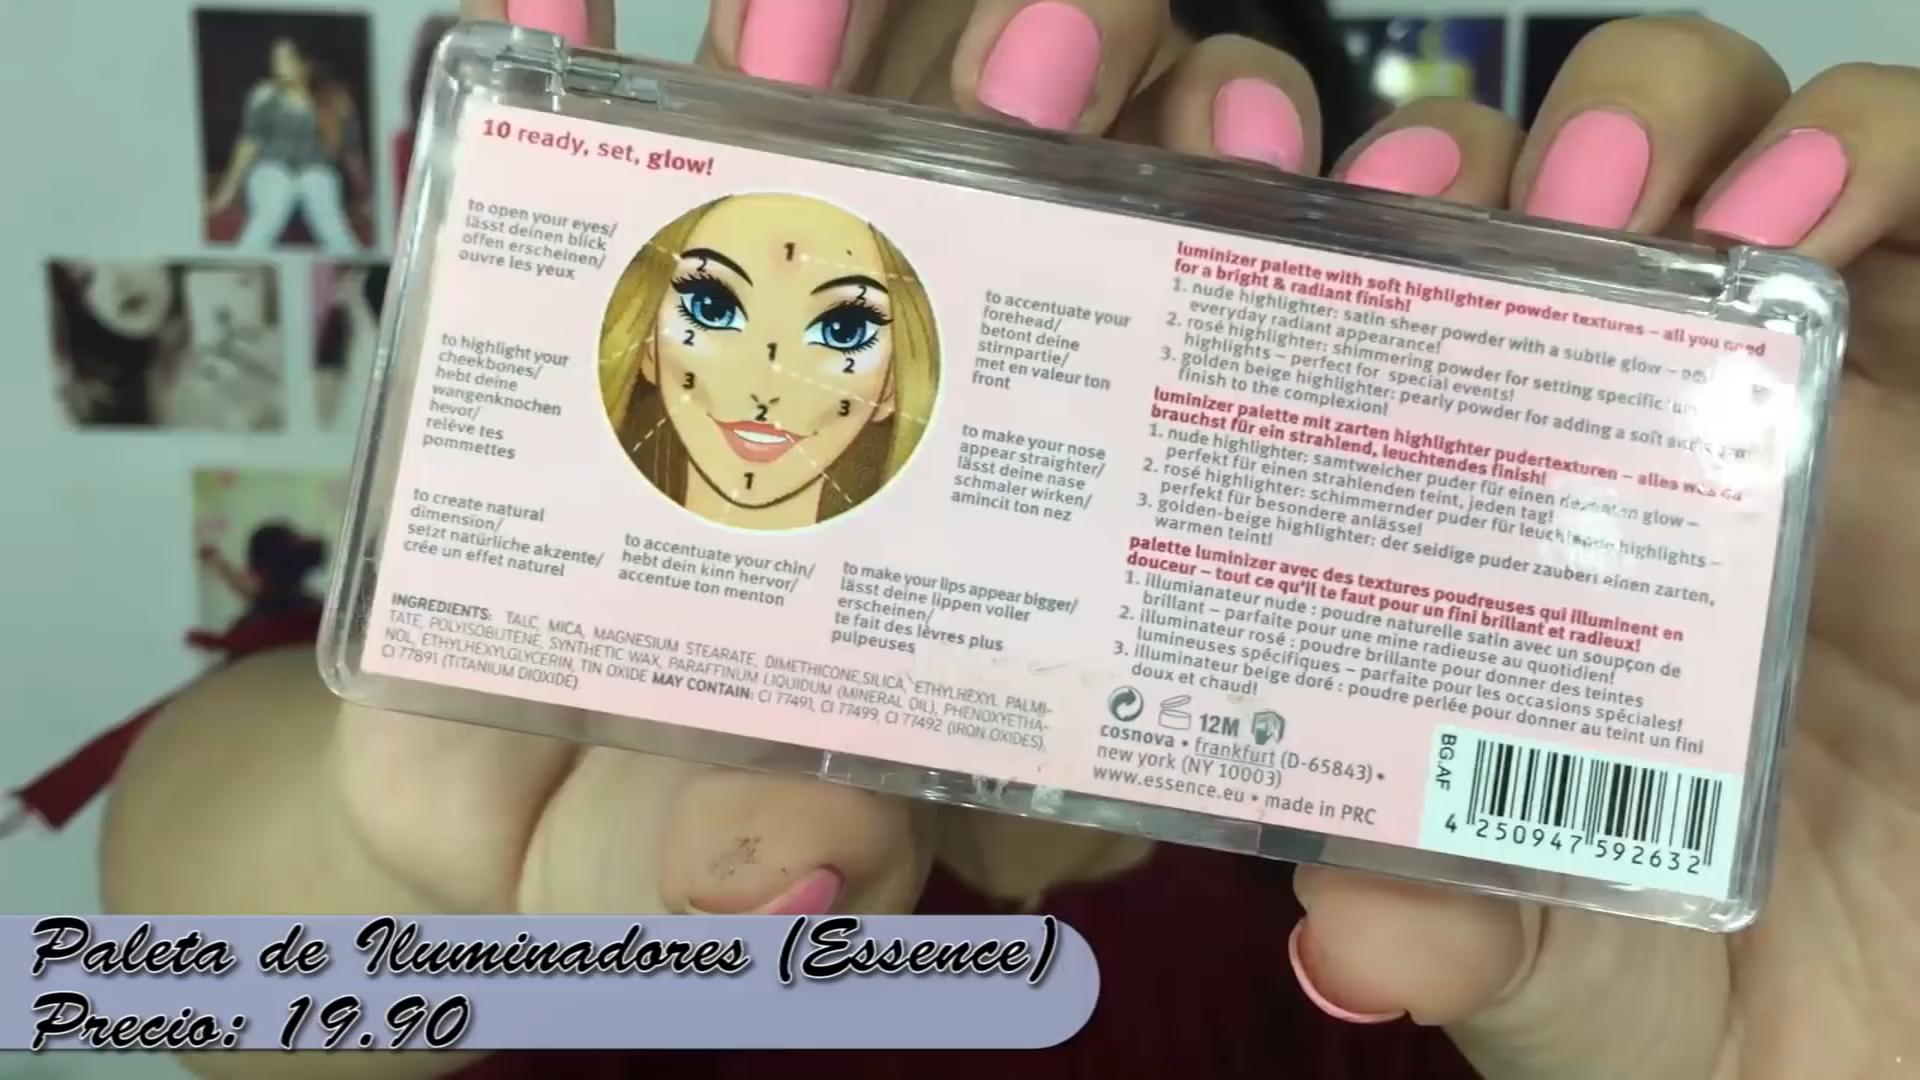 10 ready, set, glow!
to open your eyes/
lässt deinen blick
offen erscheinen/
ouvre les yeux
to highlight your
cheekbones/
hebt deine
wangenknochen
hervor/
relève tes
pommettes
to create natural
dimension/
setzt natürliche akzente/
crée un effet naturel
1
2
2
1
2
2
3
3
2
1
to accentuate your chin/
hebt dein kinn hervor/
accentue ton menton
to make your lips appear bigger/
lässt deine lippen voller
erscheinen/
te fait des lèvres plus
pulpeuses
to accentuate your
forehead/
betont deine
stirnpartie/
met en valeur ton
front
to make your nose
appear straighter/
lässt deine nase
schmaler wirken/
amincit ton nez
INGREDIENTS: TALC, MICA, MAGNESIUM STEARATE, DIMETHICONE,SILICA, ETHYLHEXYL PALMI-
TATE, POLYISOBUTENE, SYNTHETIC WAX, PARAFFINUM LIQUIDUM (MINERAL OIL), PHENOXYETHA-
NOL, ETHYLHEXYLGLYCERIN, TIN OXIDE MAY CONTAIN: CI 77491, CI 77499, CI 77492 (IRON OXIDES),
CI 77891 (TITANIUM DIOXIDE).
luminizer palette with soft highlighter powder textures – all you need
for a bright & radiant finish!
1. nude highlighter: satin sheer powder with a subtle glow –
everyday radiant appearance!
2. rosé highlighter: shimmering powder for setting specific
highlights – perfect for special events!
3. golden beige highlighter: pearly powder for adding a soft
finish to the complexion!
luminizer palette mit zarten highlighter pudertexturen – alles was du
brauchst für ein strahlend, leuchtendes finish!
1. nude highlighter: samtweicher puder für einen dezenten glow –
perfekt für einen strahlenden teint, jeden tag!
2. rosé highlighter: schimmernder puder für leuchtende highlights –
perfekt für besondere anlässe!
3. golden-beige highlighter: der seidige puder zaubert einen zarten,
warmen teint!
palette luminizer avec des textures poudreuses qui illuminent en
douceur – tout ce qu'il te faut pour un fini brillant et radieux!
1. illumianateur nude : poudre naturelle satin avec un soupçon de
brillant – parfaite pour une mine radieuse au quotidien!
2. illuminateur rosé : poudre brillante pour donner des teintes
lumineuses spécifiques – parfaite pour les occasions spéciales!
3. illuminateur beige doré : poudre perlée pour donner au teint un fini
doux et chaud!
12M
cosnova • frankfurt (D-65843) •
new york (NY 10003)
www.essence.eu • made in PRC
BG.AF
4 250947 592632
Paleta de Iluminadores (Essence)
Precio: 19.90